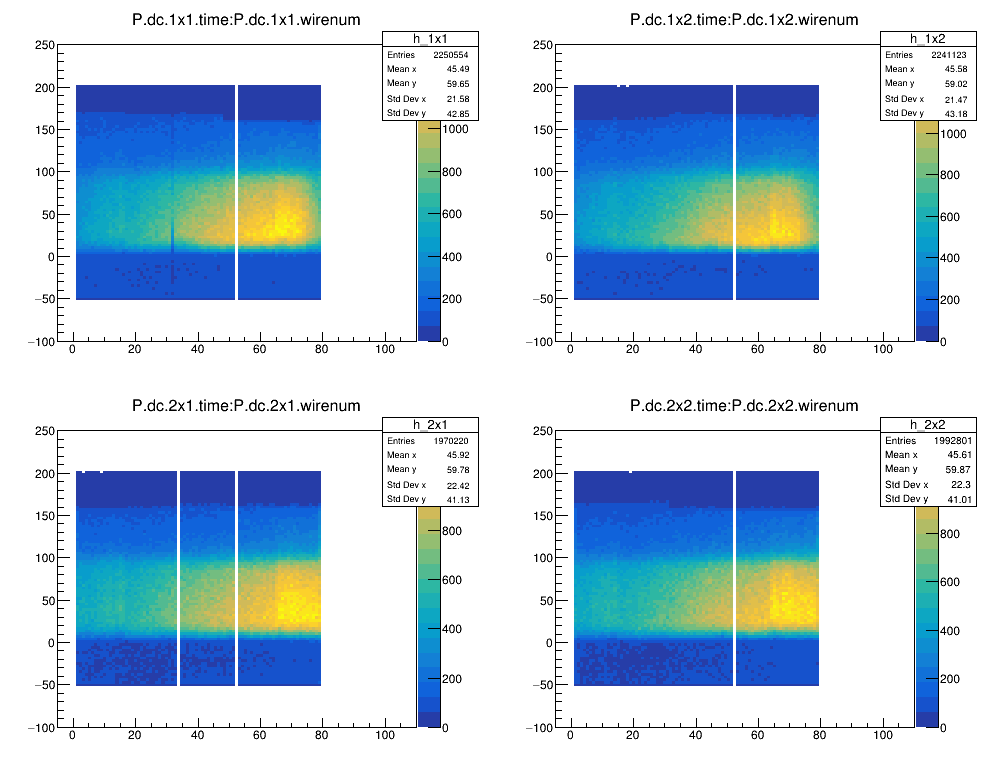 P.dc.1x1.time:P.dc.1x1.wirenum
h_1x1
Entries 2250554
Mean x 45.49
Mean y 59.65
Std Dev x 21.58
Std Dev y 42.85
250
200
150
100
50
0
−50
−100
0 20 40 60 80 100
1000
800
600
400
200
0
P.dc.1x2.time:P.dc.1x2.wirenum
h_1x2
Entries 2241123
Mean x 45.58
Mean y 59.02
Std Dev x 21.47
Std Dev y 43.18
250
200
150
100
50
0
−50
−100
0 20 40 60 80 100
1000
800
600
400
200
0
P.dc.2x1.time:P.dc.2x1.wirenum
h_2x1
Entries 1970220
Mean x 45.92
Mean y 59.78
Std Dev x 22.42
Std Dev y 41.13
250
200
150
100
50
0
−50
−100
0 20 40 60 80 100
800
600
400
200
0
P.dc.2x2.time:P.dc.2x2.wirenum
h_2x2
Entries 1992801
Mean x 45.61
Mean y 59.87
Std Dev x 22.3
Std Dev y 41.01
250
200
150
100
50
0
−50
−100
0 20 40 60 80 100
800
600
400
200
0